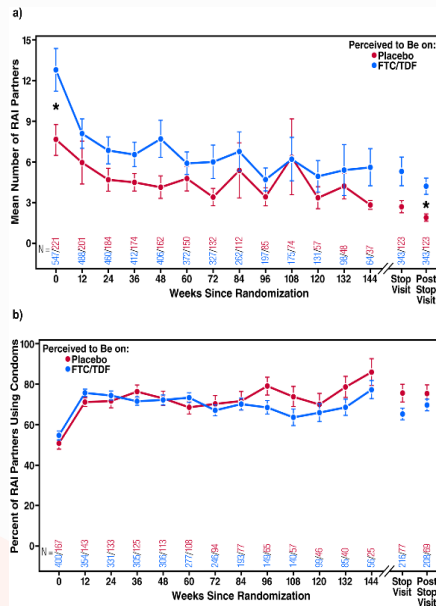 a)
Perceived to Be on:
Placebo
FTC/TDF
Mean Number of RAI Partners
15
12
9
6
3
0
*
*
N = 547/221 488/201 460/184 412/174 406/162 372/150 327/132 262/112 197/85 175/74 131/57 98/48 64/37 343/123 343/123
0 12 24 36 48 60 72 84 96 108 120 132 144 Stop Visit Post Stop Visit
Weeks Since Randomization
b)
Perceived to Be on:
Placebo
FTC/TDF
Percent of RAI Partners Using Condoms
100
80
60
40
20
0
N = 400/167 354/143 331/133 305/125 306/113 277/108 246/94 193/77 149/65 140/57 99/46 85/40 56/25 216/77 208/69
0 12 24 36 48 60 72 84 96 108 120 132 144 Stop Visit Post Stop Visit
Weeks Since Randomization